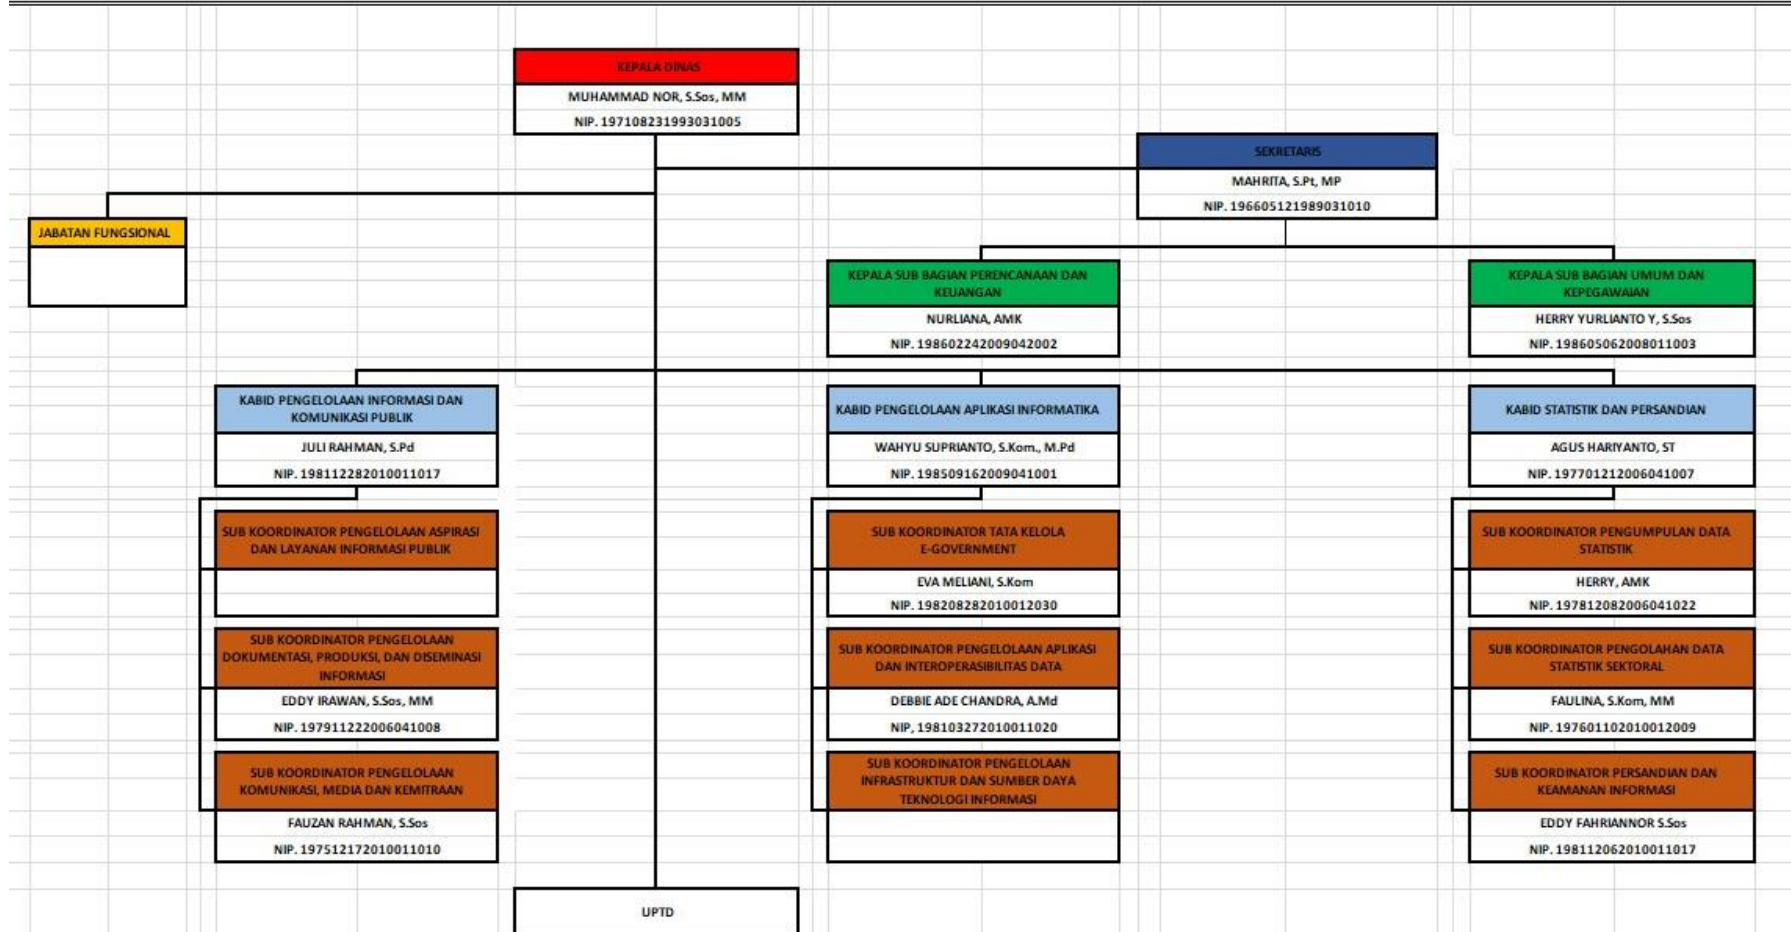 KEPALA DINAS
MUHAMMAD NOR, S.Sos, MM
NIP. 197108231993031005
SEKRETARIS
MAHRITA, S.Pt, MP
NIP. 196605121989031010
JABATAN FUNGSIONAL
KEPALA SUB BAGIAN PERENCANAAN DAN
KEUANGAN
NURLIANA, AMK
NIP. 198602242009042002
KEPALA SUB BAGIAN UMUM DAN
KEPEGAWAIAN
HERRY YURLIANTO Y, S.Sos
NIP. 198605062008011003
KABID PENGELOLAAN INFORMASI DAN
KOMUNIKASI PUBLIK
JULI RAHMAN, S.Pd
NIP. 198112282010011017
SUB KOORDINATOR PENGELOLAAN ASPIRASI
DAN LAYANAN INFORMASI PUBLIK
SUB KOORDINATOR PENGELOLAAN
DOKUMENTASI, PRODUKSI, DAN DISEMINASI
INFORMASI
EDDY IRAWAN, S.Sos, MM
NIP. 197911222006041008
SUB KOORDINATOR PENGELOLAAN
KOMUNIKASI, MEDIA DAN KEMITRAAN
FAUZAN RAHMAN, S.Sos
NIP. 197512172010011010
KABID PENGELOLAAN APLIKASI INFORMATIKA
WAHYU SUPRIANTO, S.Kom., M.Pd
NIP. 198509162009041001
SUB KOORDINATOR TATA KELOLA
E-GOVERNMENT
EVA MELIANI, S.Kom
NIP. 198208282010012030
SUB KOORDINATOR PENGELOLAAN APLIKASI
DAN INTEROPERASIBILITAS DATA
DEBBIE ADE CHANDRA, A.Md
NIP, 198103272010011020
SUB KOORDINATOR PENGELOLAAN
INFRASTRUKTUR DAN SUMBER DAYA
TEKNOLOGI INFORMASI
KABID STATISTIK DAN PERSANDIAN
AGUS HARIYANTO, ST
NIP. 197701212006041007
SUB KOORDINATOR PENGUMPULAN DATA
STATISTIK
HERRY, AMK
NIP. 197812082006041022
SUB KOORDINATOR PENGOLAHAN DATA
STATISTIK SEKTORAL
FAULINA, S.Kom, MM
NIP. 197601102010012009
SUB KOORDINATOR PERSANDIAN DAN
KEAMANAN INFORMASI
EDDY FAHRIANNOR S.Sos
NIP. 198112062010011017
UPTD